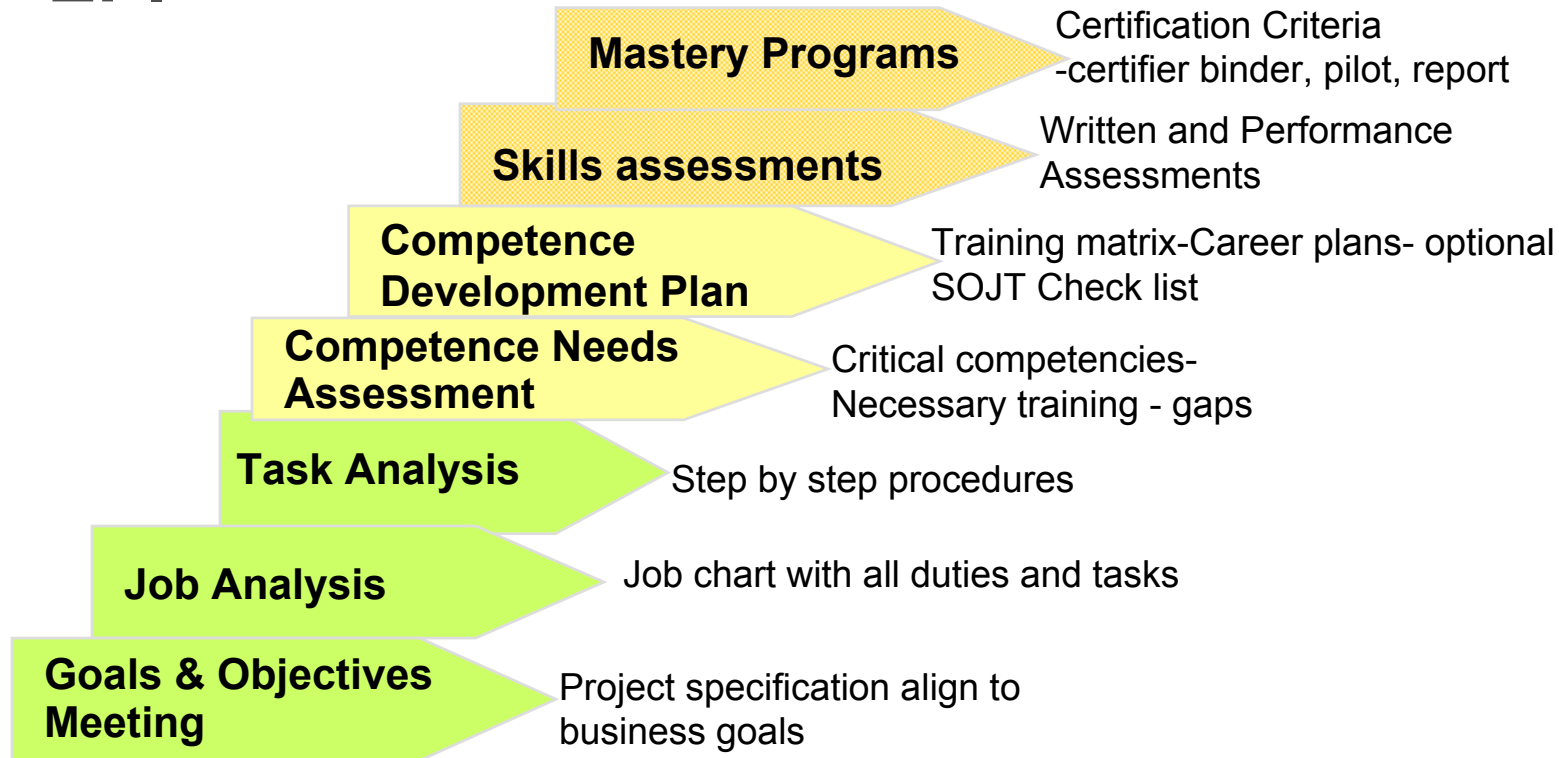 Mastery Programs
Certification Criteria
-certifier binder, pilot, report
Skills assessments
Written and Performance
Assessments
Competence
Development Plan
Training matrix-Career plans- optional
SOJT Check list
Competence Needs
Assessment
Critical competencies-
Necessary training - gaps
Task Analysis
Step by step procedures
Job Analysis
Job chart with all duties and tasks
Goals & Objectives
Meeting
Project specification align to
business goals